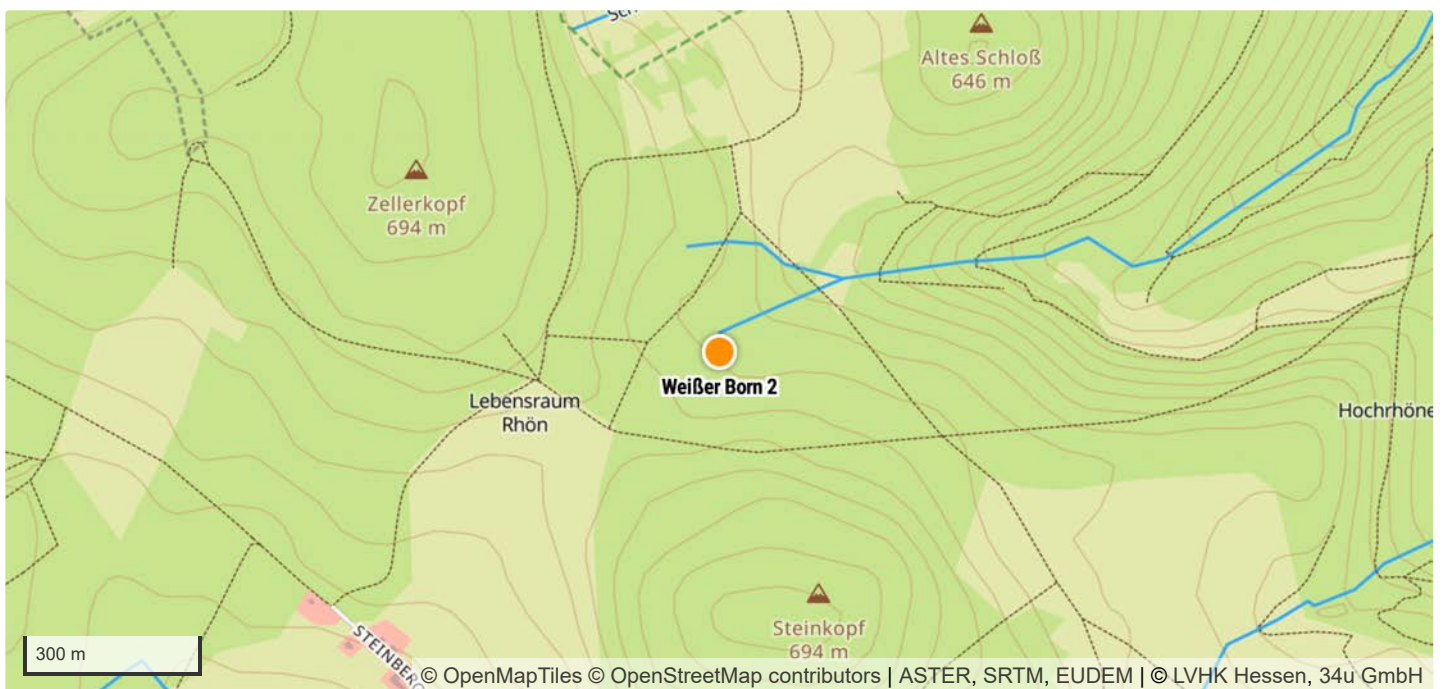 Altes Schloß
646 m
Zellerkopf
694 m
Weißer Born 2
Lebensraum
Rhön
Hochrhöne
Steinkopf
694 m
STEINBERG
300 m
© OpenMapTiles © OpenStreetMap contributors | ASTER, SRTM, EUDEM | © LVHK Hessen, 34u GmbH